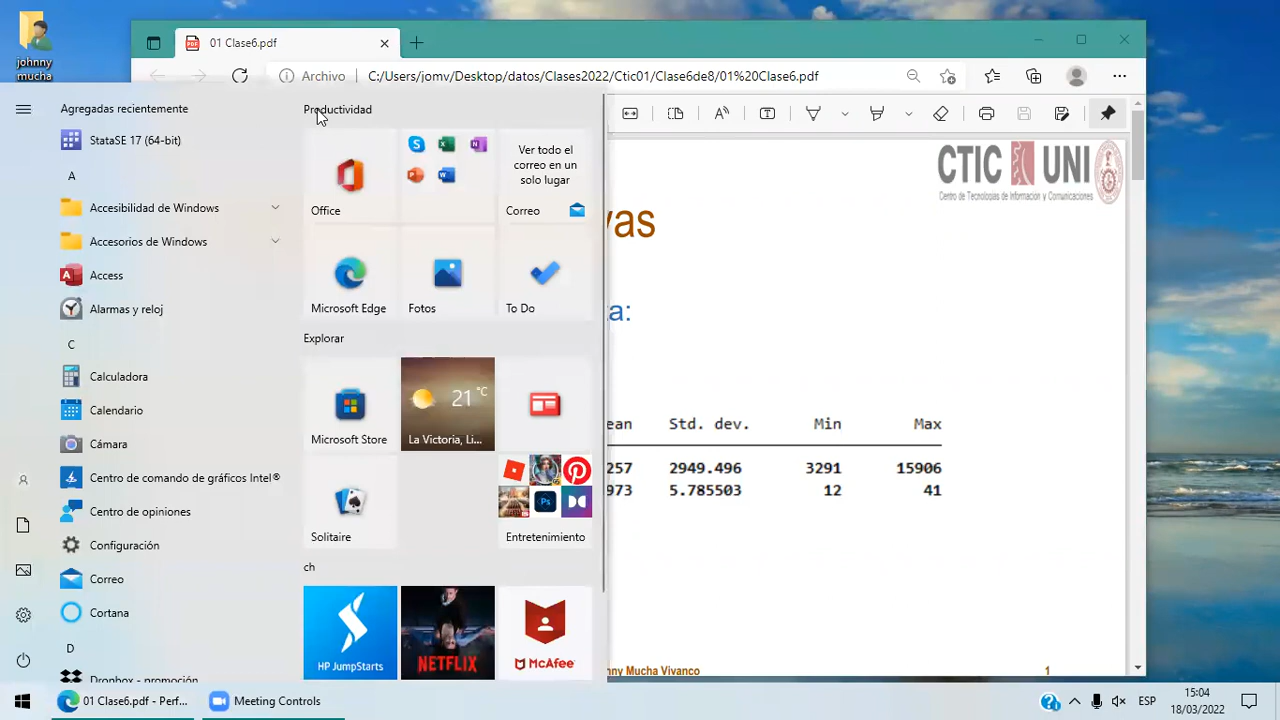 johnny
mucha
01 Clase6.pdf
Archivo
C:/Users/jomv/Desktop/datos/Clases2022/Ctic01/Clase6de8/01%20Clase6.pdf
Agregadas recientemente
StataSE 17 (64-bit)
A
Accesibilidad de Windows
Accesorios de Windows
Access
Alarmas y reloj
C
Calculadora
Calendario
Cámara
Centro de comando de gráficos Intel®
Centro de opiniones
Configuración
Correo
Cortana
D
Dropbox - promoción
Productividad
Office
Ver todo el
correo en un
solo lugar
Correo
Microsoft Edge
Fotos
To Do
Explorar
Microsoft Store
21 °C
La Victoria, Li...
Solitaire
Ps
Entretenimiento
ch
HP JumpStarts
NETFLIX
McAfee
CTIC UNI
Centro de Tecnologías de Información y Comunicaciones
vas
a:
ean Std. dev. Min Max
257 2949.496 3291 15906
973 5.785503 12 41
nny Mucha Vivanco
1
01 Clase6.pdf - Perf...
Meeting Controls
ESP
15:04
18/03/2022